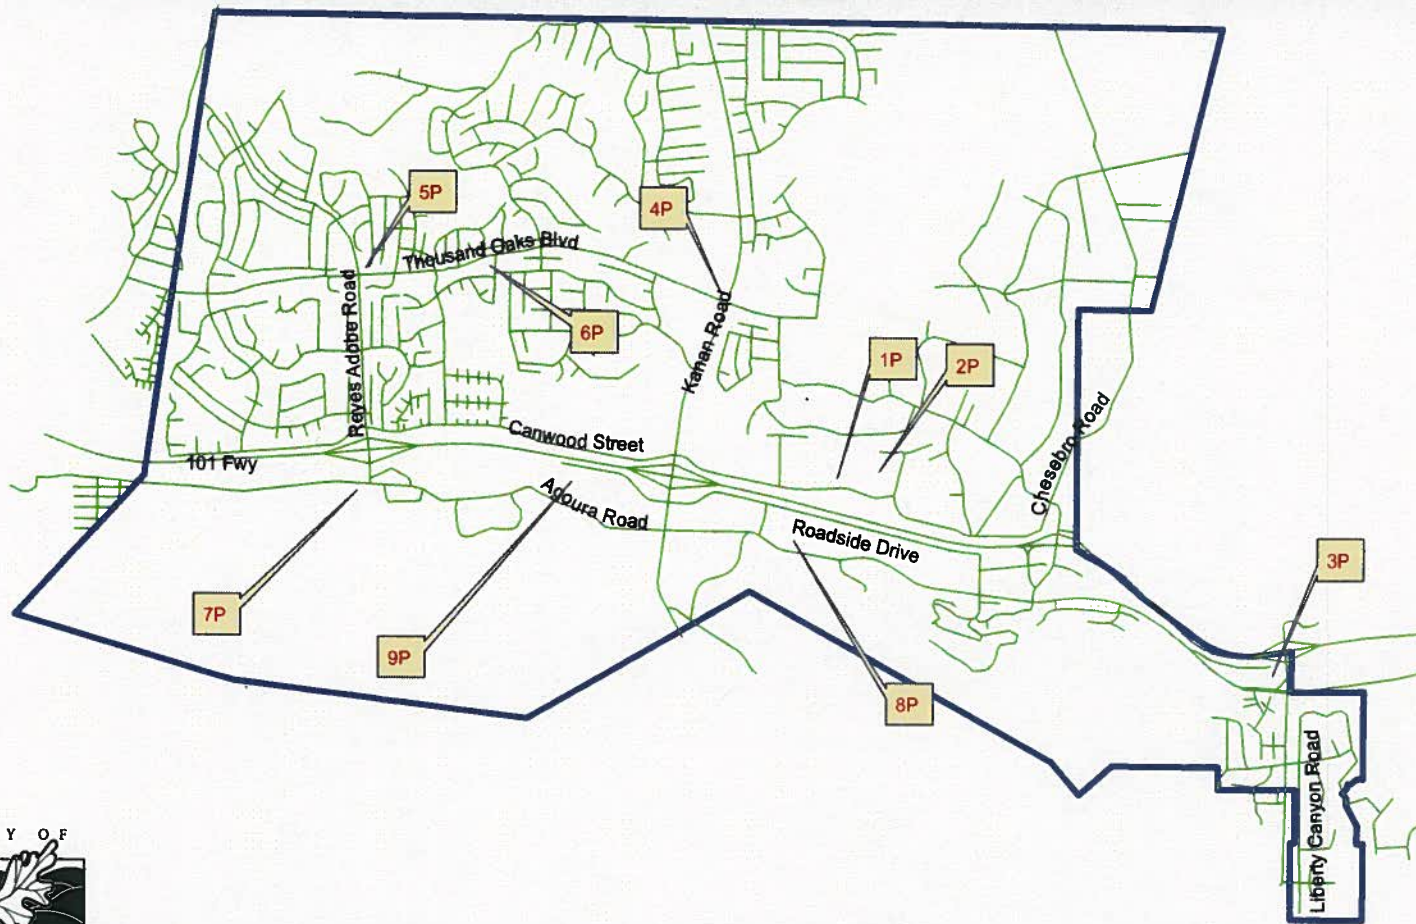 5P
4P
Thousand Oaks Blvd
Reyes Adobe Road
6P
Kanan Road
1P
2P
Canwood Street
Chesebro Road
101 Fwy
Agoura Road
Roadside Drive
3P
7P
9P
8P
Liberty Canyon Road
Y OF